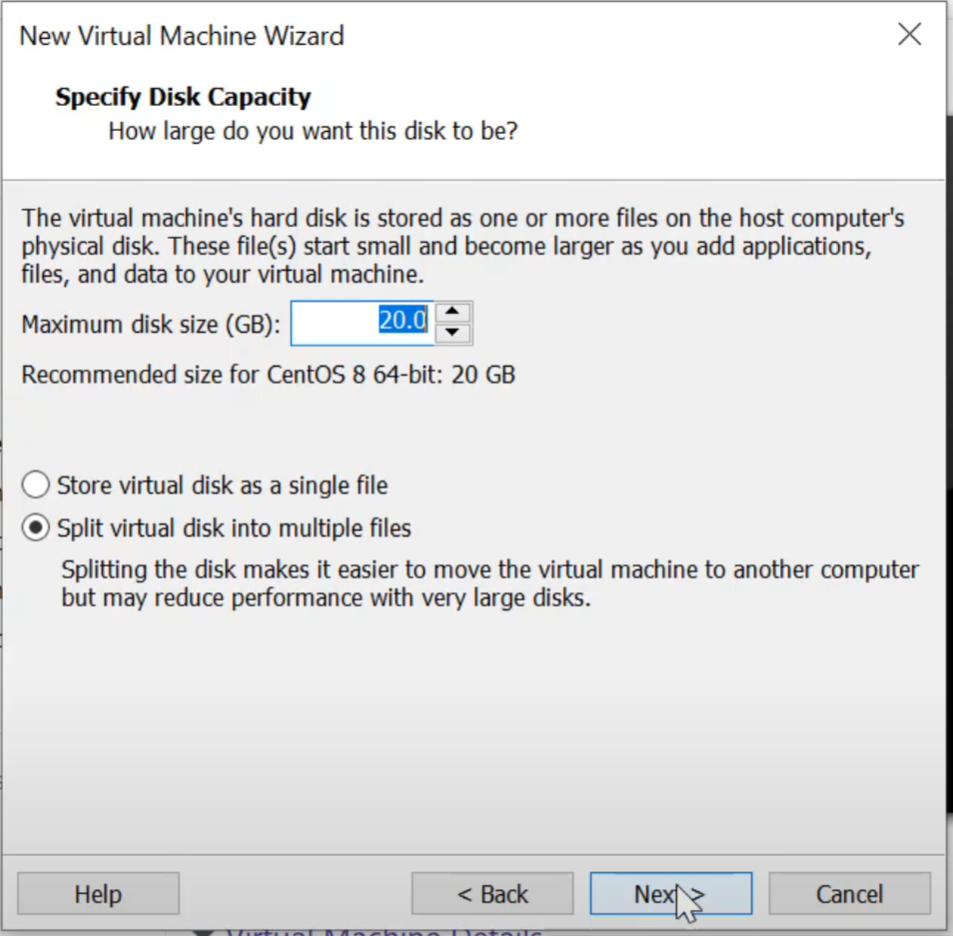 New Virtual Machine Wizard
Specify Disk Capacity
How large do you want this disk to be?
The virtual machine's hard disk is stored as one or more files on the host computer's
physical disk. These file(s) start small and become larger as you add applications,
files, and data to your virtual machine.
Maximum disk size (GB): 20.0
Recommended size for CentOS 8 64-bit: 20 GB
Store virtual disk as a single file
Split virtual disk into multiple files
Splitting the disk makes it easier to move the virtual machine to another computer
but may reduce performance with very large disks.
Help < Back Next > Cancel
Virtual Machine Details